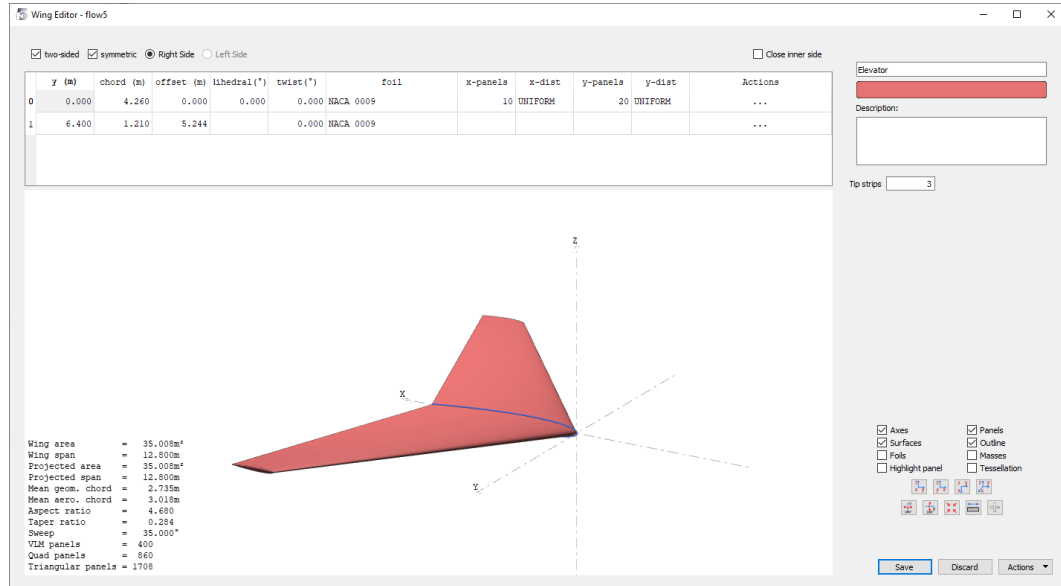 Wing Editor - flow5
two-sided symmetric Right Side Left Side Close inner side
y (m) chord (m) offset (m) lihedral(°) twist(°) foil x-panels x-dist y-panels y-dist Actions
0 0.000 4.260 0.000 0.000 0.000 NACA 0009 10 UNIFORM 20 UNIFORM ...
1 6.400 1.210 5.244 0.000 NACA 0009 ...
Elevator
Description:
Tip strips 3
Z
X
Y
Wing area = 35.008m²
Wing span = 12.800m
Projected area = 35.008m²
Projected span = 12.800m
Mean geom. chord = 2.735m
Mean aero. chord = 3.018m
Aspect ratio = 4.680
Taper ratio = 0.284
Sweep = 35.000°
VLM panels = 400
Quad panels = 860
Triangular panels = 1708
Axes Panels
Surfaces Outline
Foils Masses
Highlight panel Tessellation
Save Discard Actions